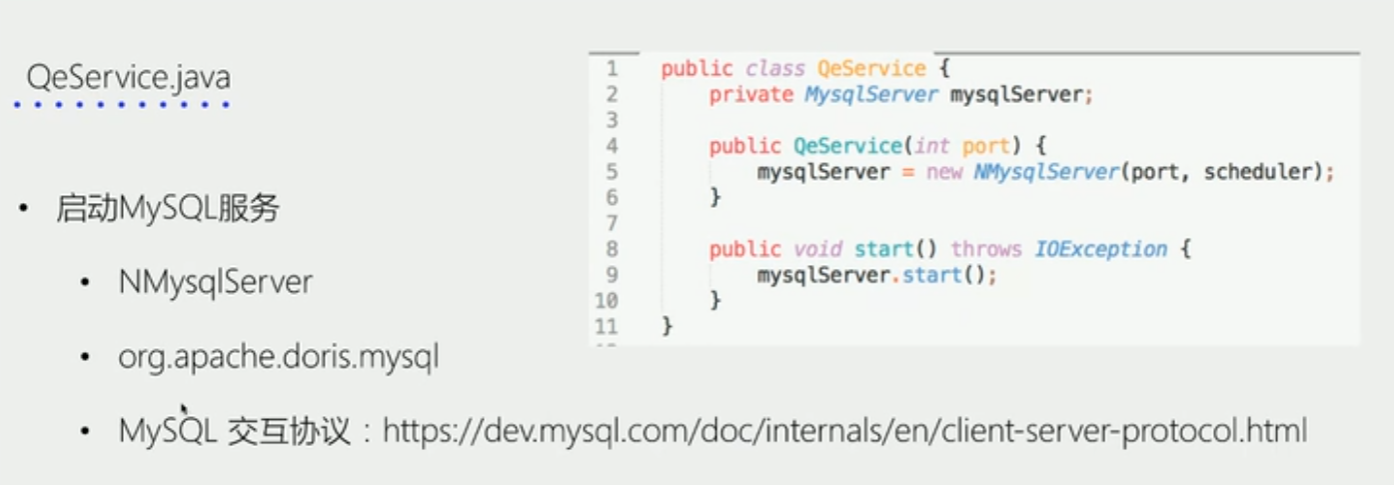 QeService.java
• 启动MySQL服务
• NMysqlServer
• org.apache.doris.mysql
• MySQL 交互协议：https://dev.mysql.com/doc/internals/en/client-server-protocol.html
1 public class QeService {
2 private MysqlServer mysqlServer;
3
4 public QeService(int port) {
5 mysqlServer = new NMysqlServer(port, scheduler);
6 }
7
8 public void start() throws IOException {
9 mysqlServer.start();
10 }
11 }